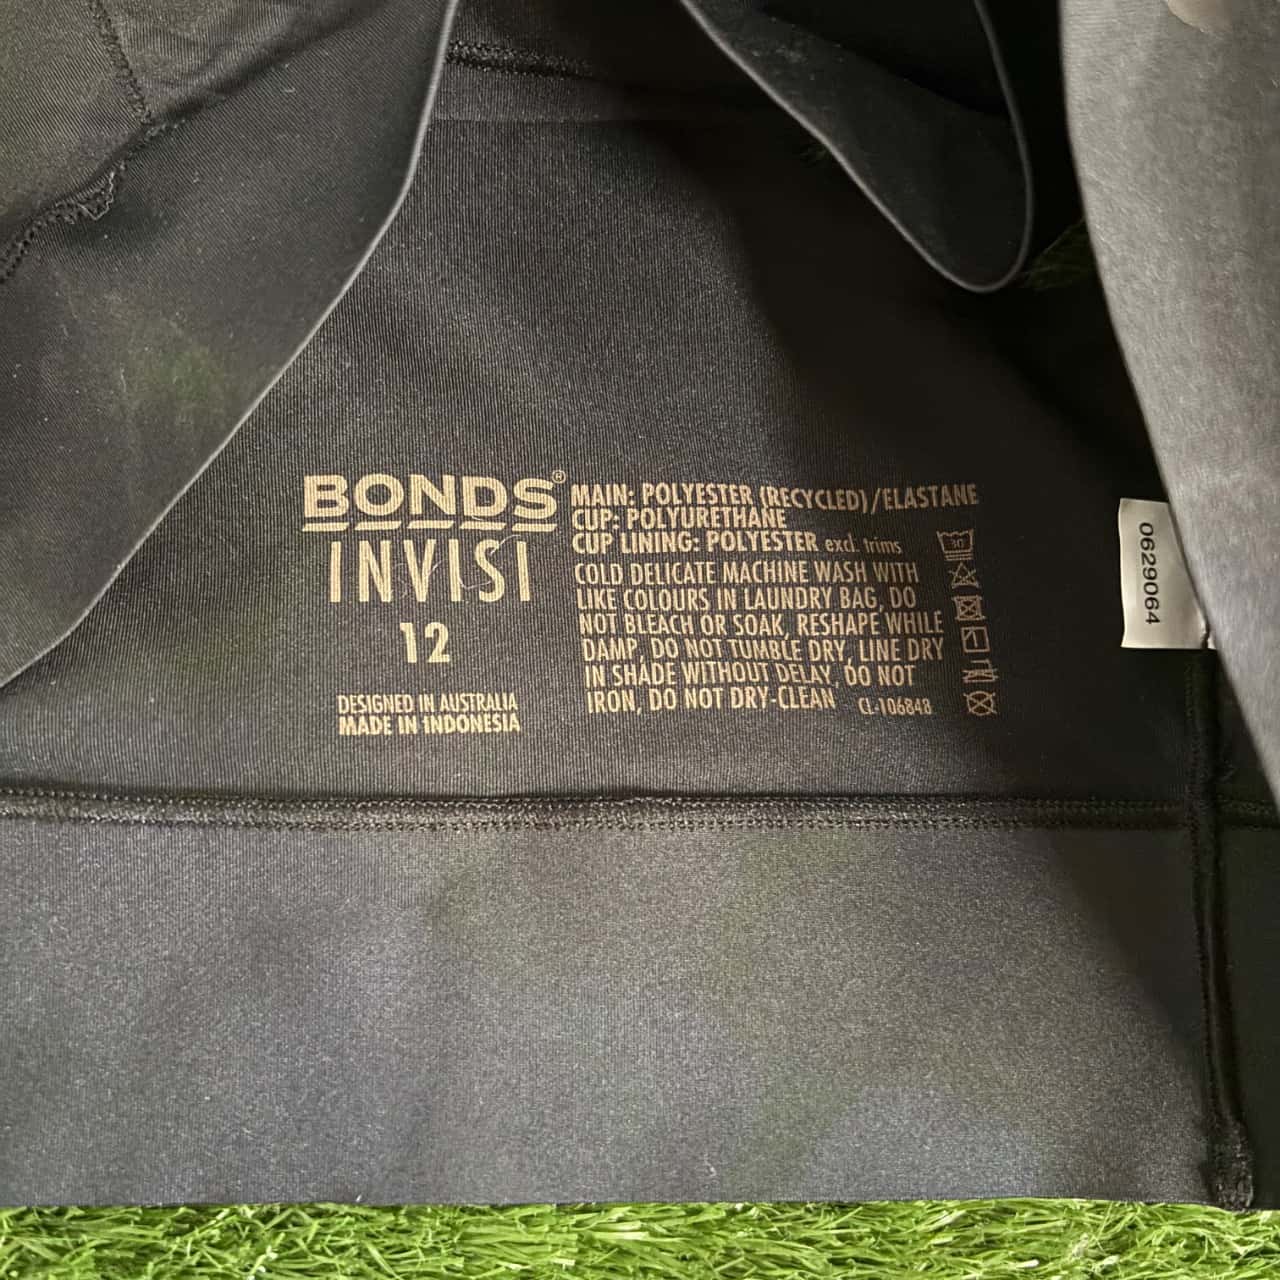 BONDS®
INVISI
12
DESIGNED IN AUSTRALIA
MADE IN INDONESIA
MAIN: POLYESTER (RECYCLED)/ELASTANE
CUP: POLYURETHANE
CUP LINING: POLYESTER excl. trims
COLD DELICATE MACHINE WASH WITH
LIKE COLOURS IN LAUNDRY BAG, DO
NOT BLEACH OR SOAK, RESHAPE WHILE
DAMP, DO NOT TUMBLE DRY, LINE DRY
IN SHADE WITHOUT DELAY, DO NOT
IRON, DO NOT DRY-CLEAN CL-106848
30
0629064